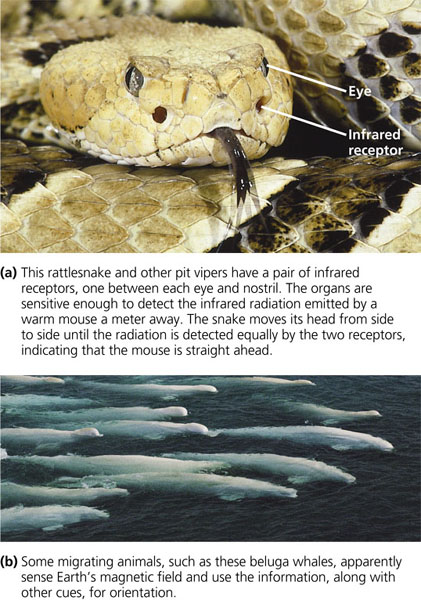 Eye
Infrared
receptor
(a) This rattlesnake and other pit vipers have a pair of infrared
receptors, one between each eye and nostril. The organs are
sensitive enough to detect the infrared radiation emitted by a
warm mouse a meter away. The snake moves its head from side
to side until the radiation is detected equally by the two receptors,
indicating that the mouse is straight ahead.
(b) Some migrating animals, such as these beluga whales, apparently
sense Earth’s magnetic field and use the information, along with
other cues, for orientation.